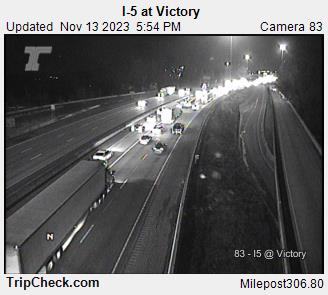 I-5 at Victory
Updated Nov 13 2023 5:54 PM Camera 83
T
N
83 - I5 @ Victory
TripCheck.com Milepost306.80